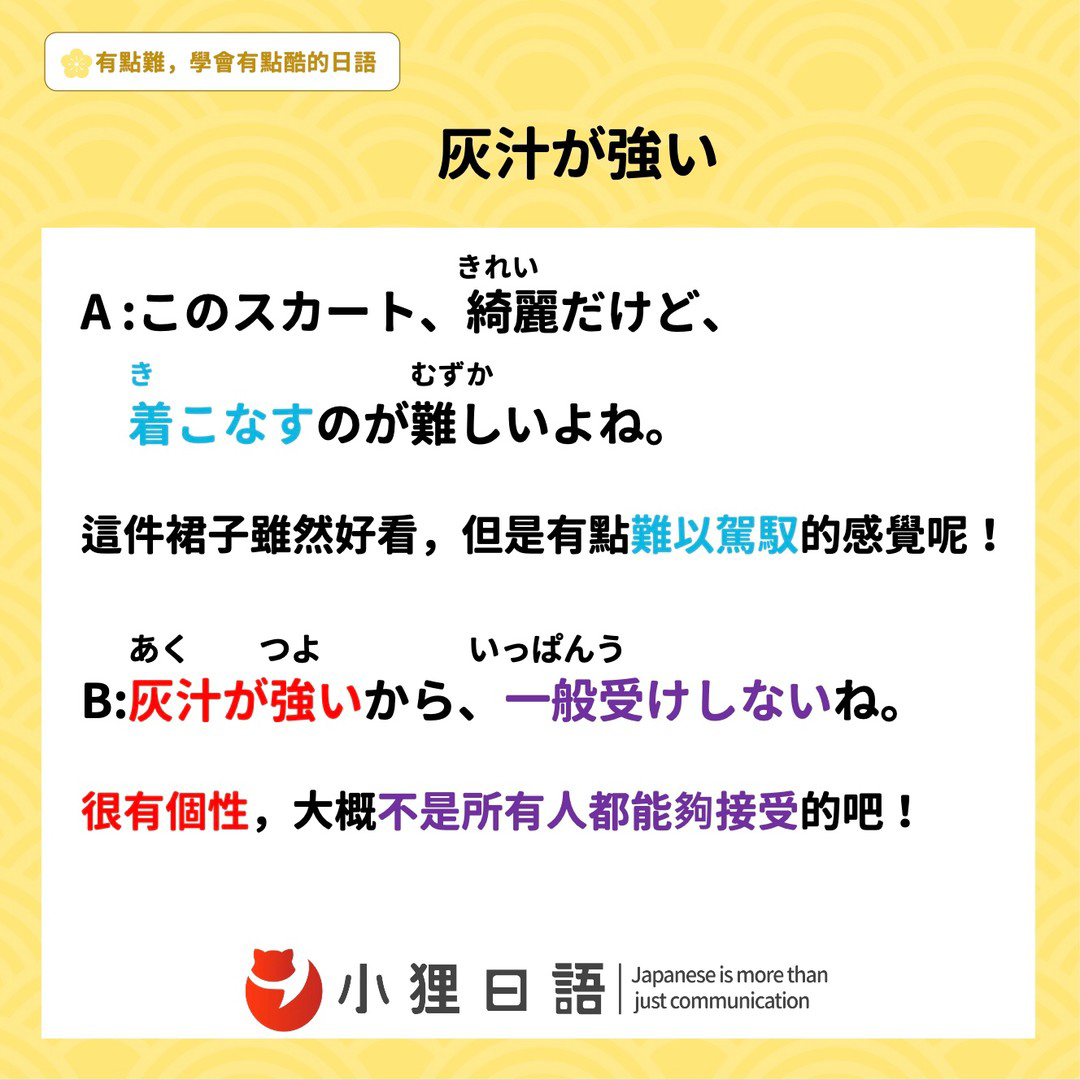 有點難，學會有點酷的日語
灰汁が強い
きれい
A :このスカート、綺麗だけど、
き むずか
着こなすのが難しいよね。
這件裙子雖然好看，但是有點難以駕馭的感覺呢！
あく つよ いっぱんう
B:灰汁が強いから、一般受けしないね。
很有個性，大概不是所有人都能夠接受的吧！
小狸日語
Japanese is more than
just communication